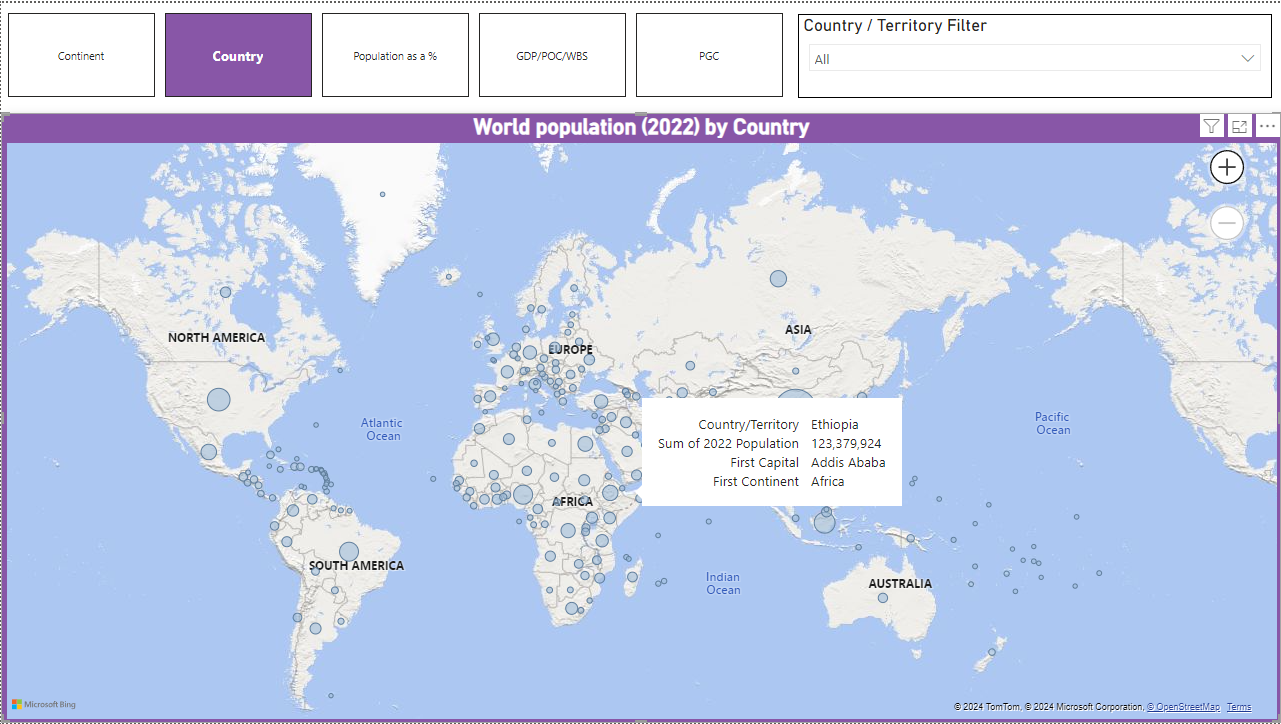 Continent
Country
Population as a %
GDP/POC/WBS
PGC
Country / Territory Filter
All
World population (2022) by Country
NORTH AMERICA
EUROPE
ASIA
Atlantic
Ocean
Pacific
Ocean
Country/Territory Ethiopia
Sum of 2022 Population 123,379,924
First Capital Addis Ababa
First Continent Africa
AFRICA
SOUTH AMERICA
Indian
Ocean
AUSTRALIA
Microsoft Bing
© 2024 TomTom, © 2024 Microsoft Corporation, © OpenStreetMap Terms